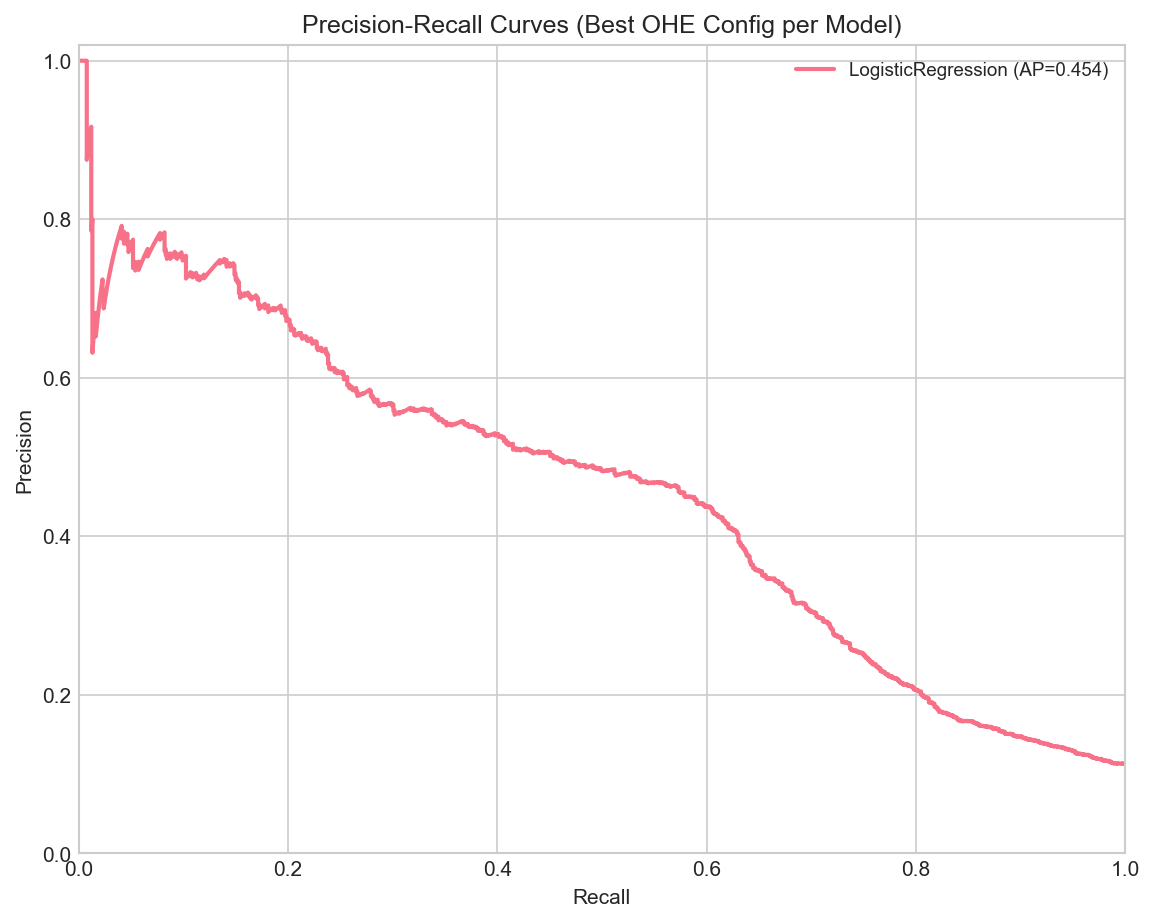 Precision-Recall Curves (Best OHE Config per Model)
LogisticRegression (AP=0.454)
1.0
0.8
0.6
0.4
0.2
0.0
Precision
0.0 0.2 0.4 0.6 0.8 1.0
Recall